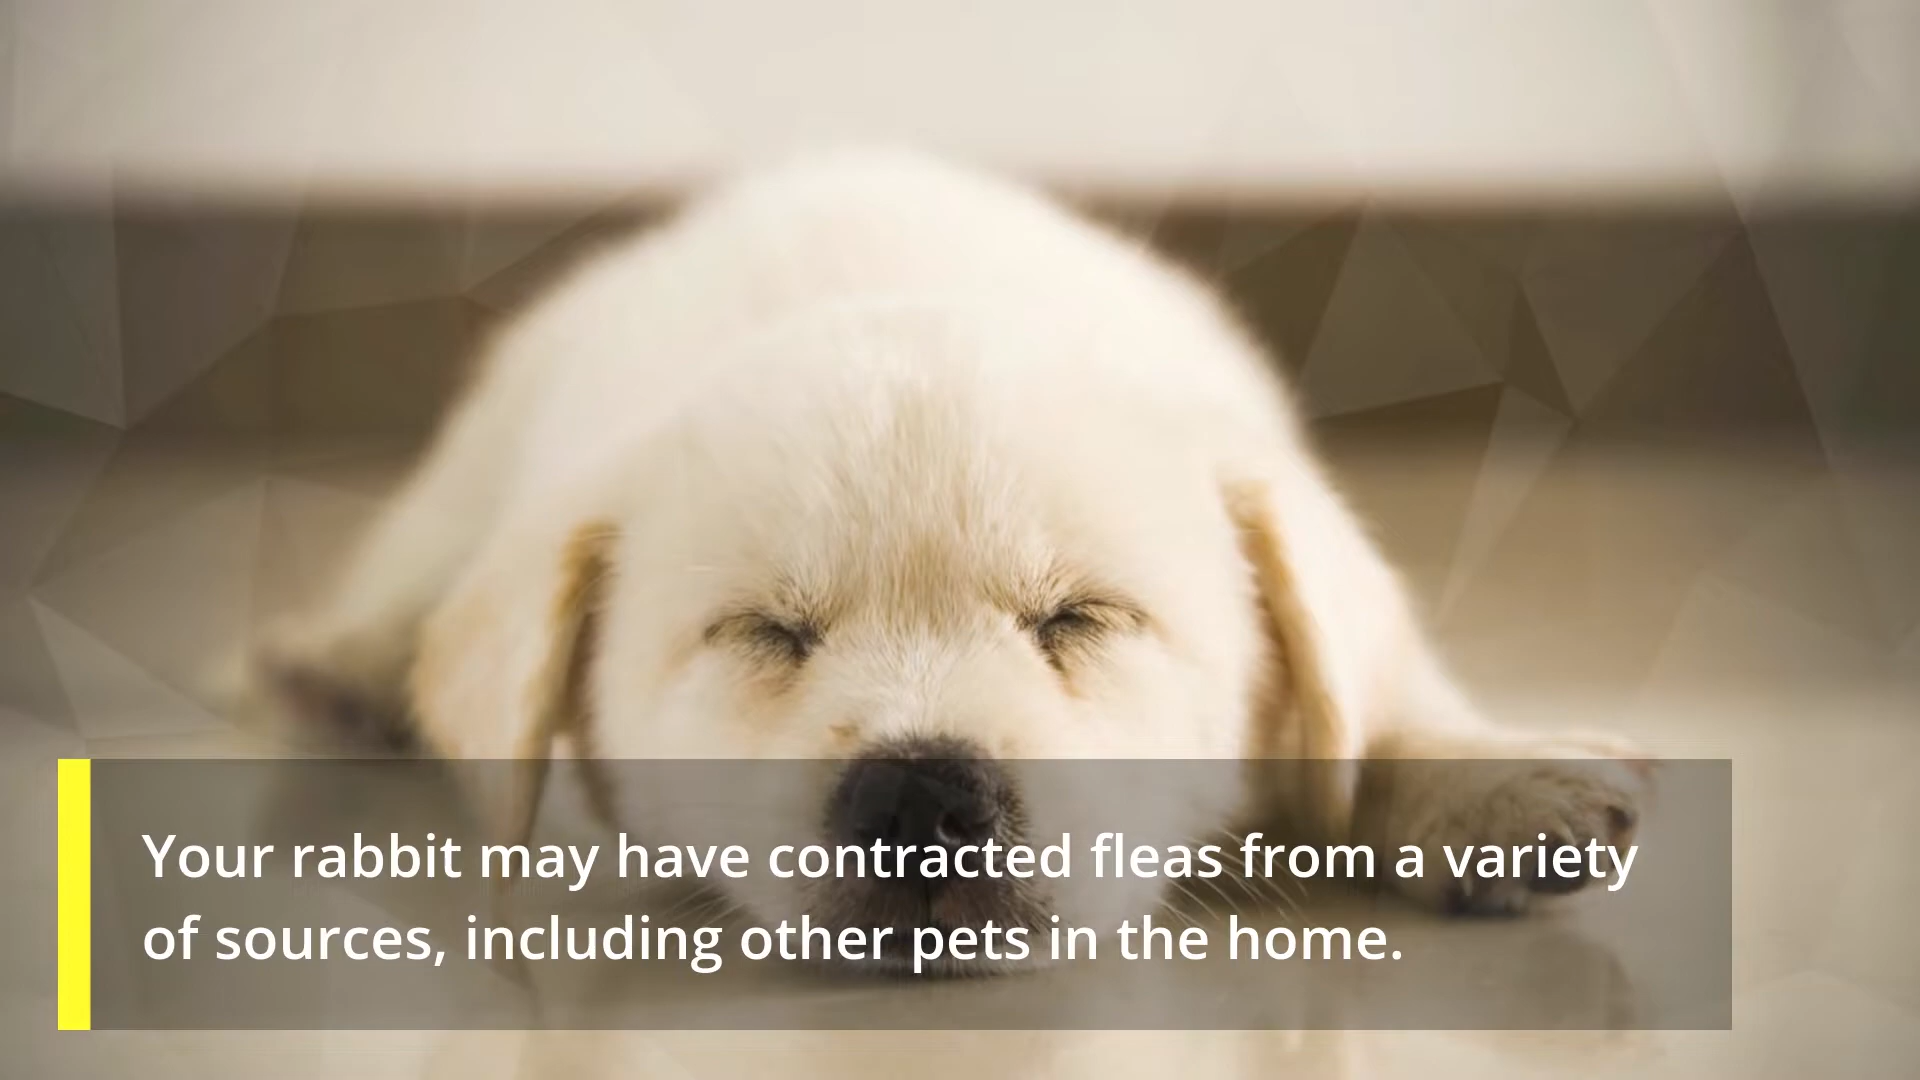 Your rabbit may have contracted fleas from a variety
of sources, including other pets in the home.